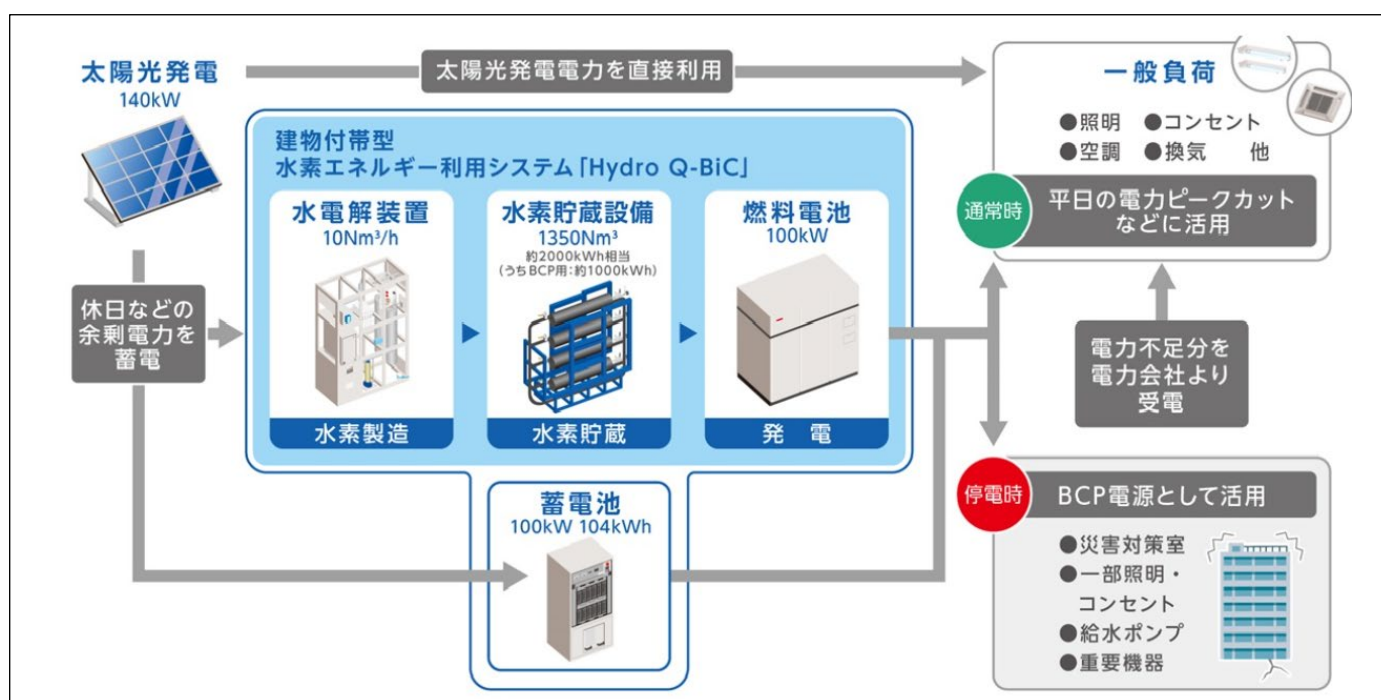 太陽光発電電力を直接利用
太陽光発電
140kW
休日などの
余剰電力を
蓄電
建物付帯型
水素エネルギー利用システム「Hydro Q-BiC」
水電解装置
10Nm³/h
水素製造
水素貯蔵設備
1350Nm³
約2000kWh相当
(うちBCP用:約1000kWh)
水素貯蔵
燃料電池
100kW
発 電
蓄電池
100kW 104kWh
一般負荷
●照明 ●コンセント
●空調 ●換気 他
通常時
平日の電力ピークカット
などに活用
電力不足分を
電力会社より
受電
停電時
BCP電源として活用
●災害対策室
●一部照明・
コンセント
●給水ポンプ
●重要機器